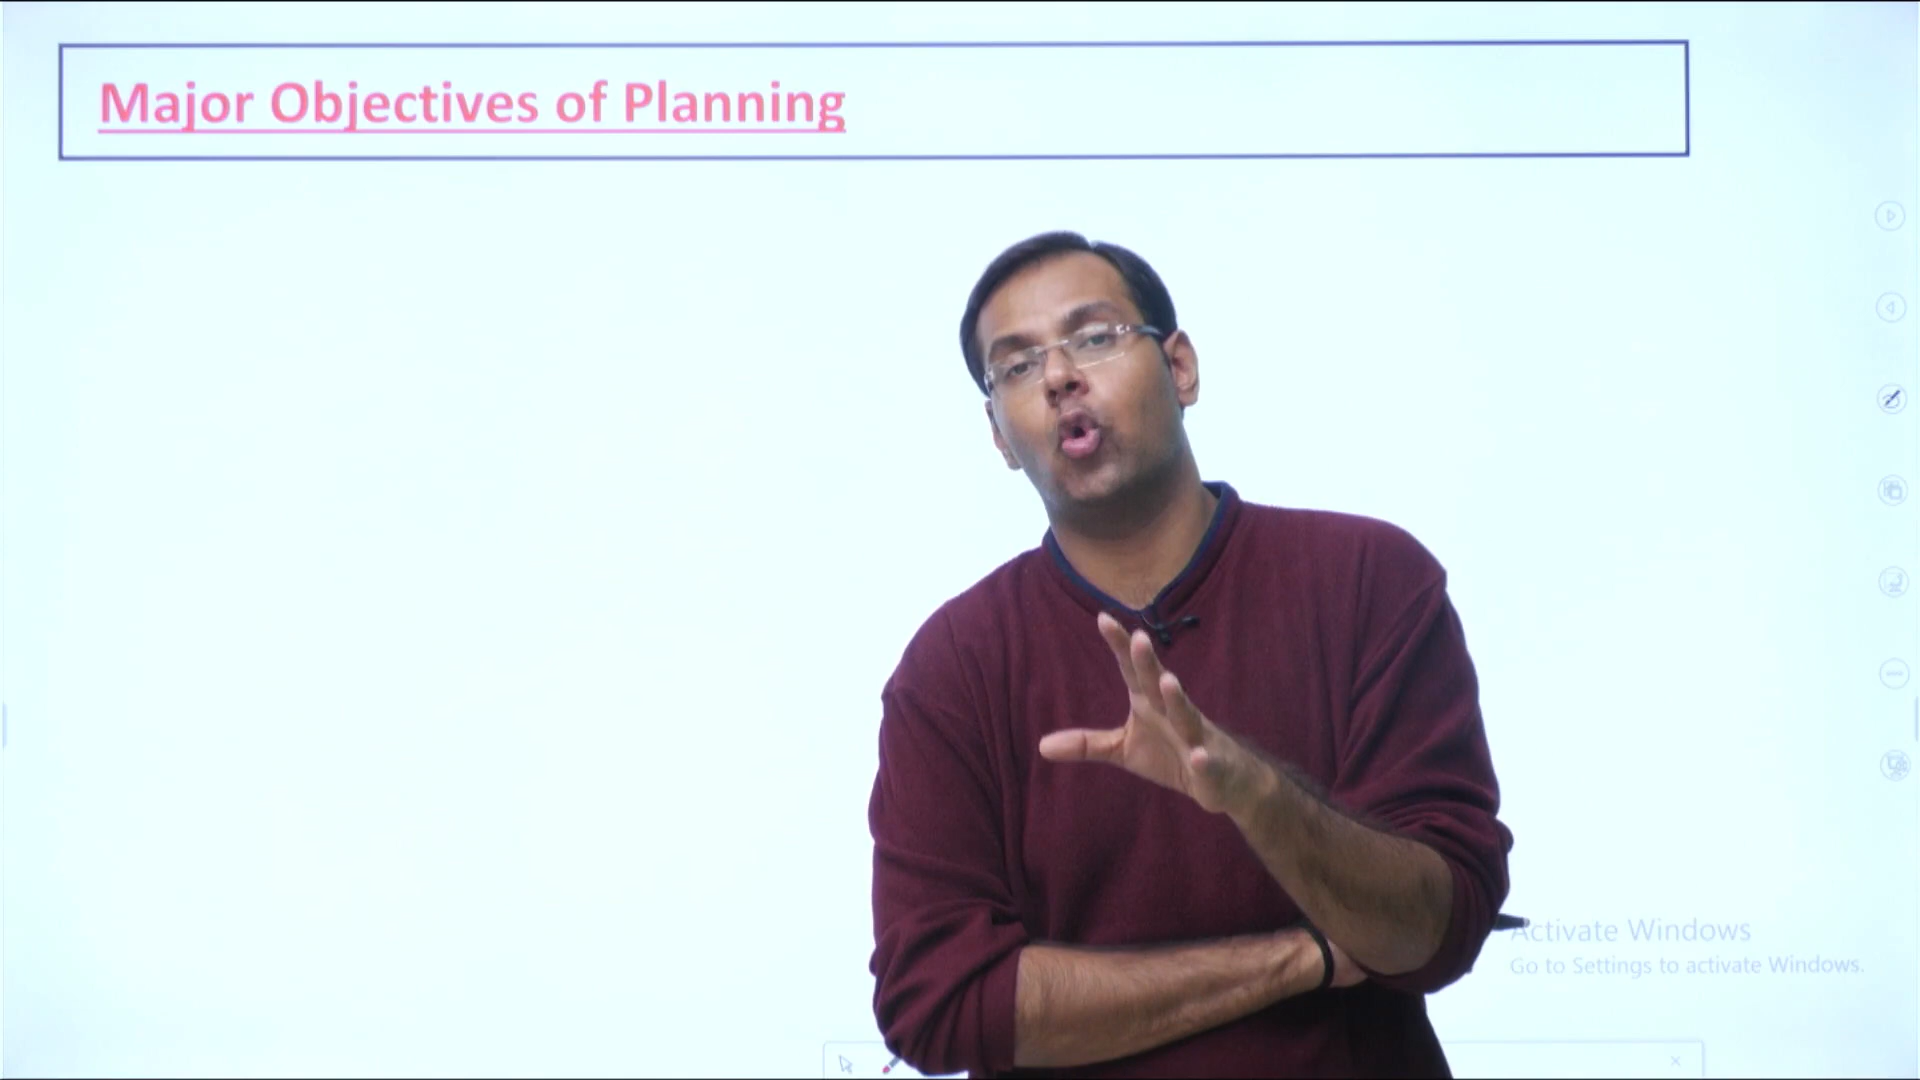 Major Objectives of Planning
Activate Windows
Go to Settings to activate Windows.